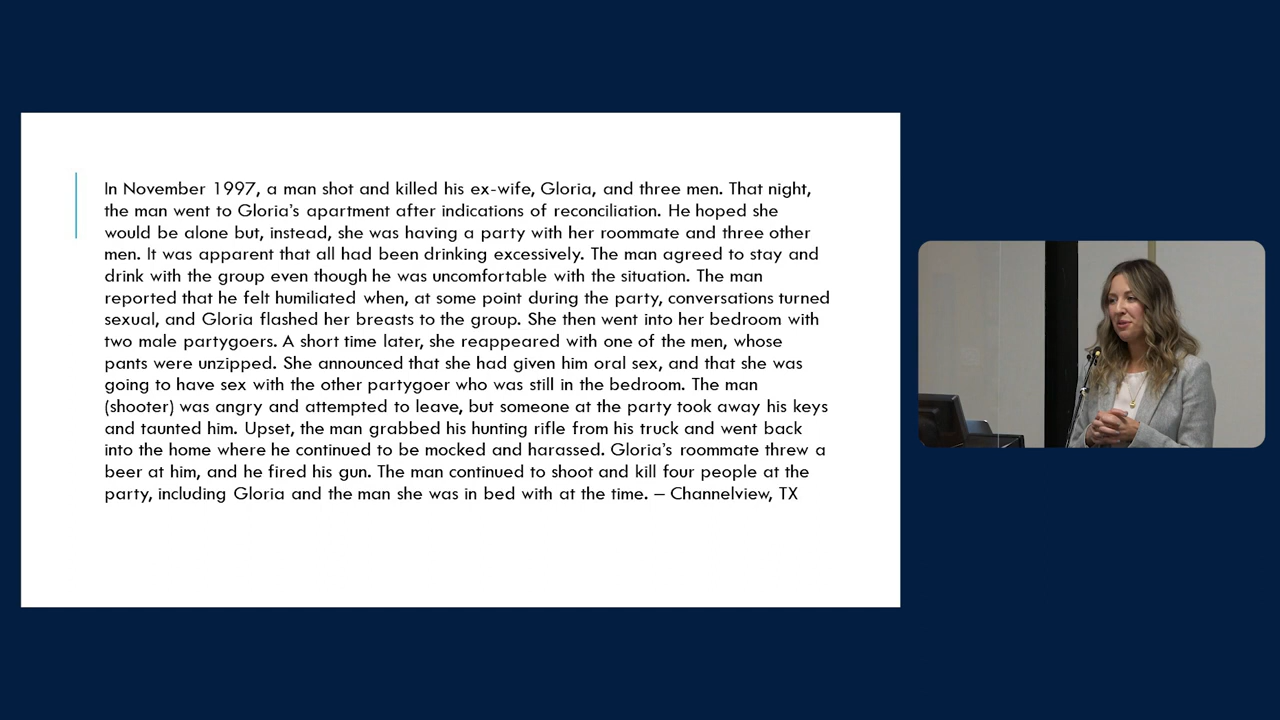 In November 1997, a man shot and killed his ex-wife, Gloria, and three men. That night,
the man went to Gloria's apartment after indications of reconciliation. He hoped she
would be alone but, instead, she was having a party with her roommate and three other
men. It was apparent that all had been drinking excessively. The man agreed to stay and
drink with the group even though he was uncomfortable with the situation. The man
reported that he felt humiliated when, at some point during the party, conversations turned
sexual, and Gloria flashed her breasts to the group. She then went into her bedroom with
two male partygoers. A short time later, she reappeared with one of the men, whose
pants were unzipped. She announced that she had given him oral sex, and that she was
going to have sex with the other partygoer who was still in the bedroom. The man
(shooter) was angry and attempted to leave, but someone at the party took away his keys
and taunted him. Upset, the man grabbed his hunting rifle from his truck and went back
into the home where he continued to be mocked and harassed. Gloria's roommate threw a
beer at him, and he fired his gun. The man continued to shoot and kill four people at the
party, including Gloria and the man she was in bed with at the time. – Channelview, TX